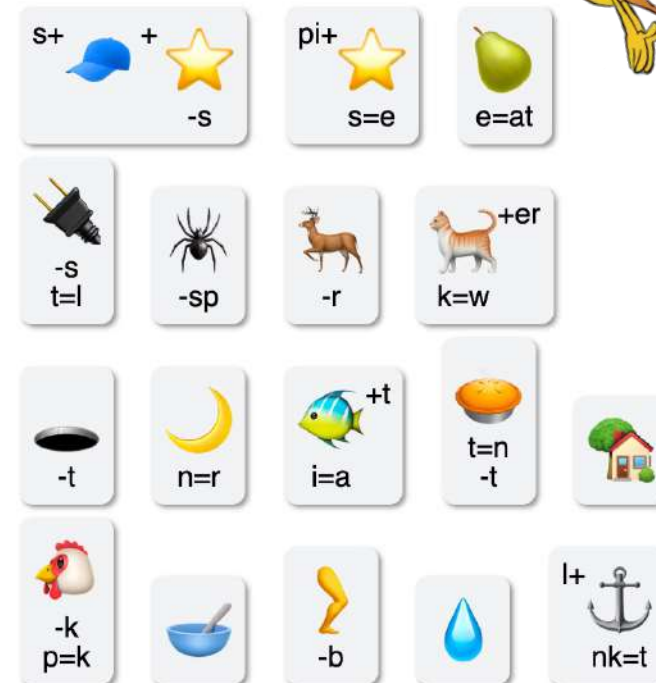 s+ + -s
pi+ s=e
e=at
-s
t=l
-sp
-r
+er
k=w
-t
n=r
+t
i=a
t=n
-t
-k
p=k
-b
l+
nk=t